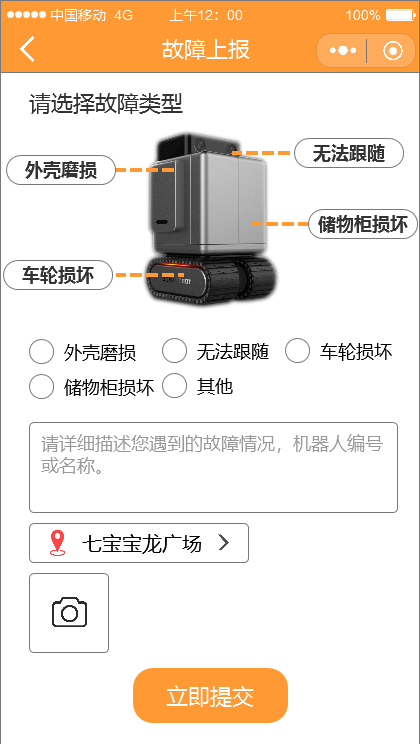 中国移动 4G 上午12：00 100%
故障上报
请选择故障类型
无法跟随
外壳磨损
储物柜损坏
车轮损坏
外壳磨损 无法跟随 车轮损坏
储物柜损坏 其他
请详细描述您遇到的故障情况，机器人编号
或名称。
七宝宝龙广场
立即提交